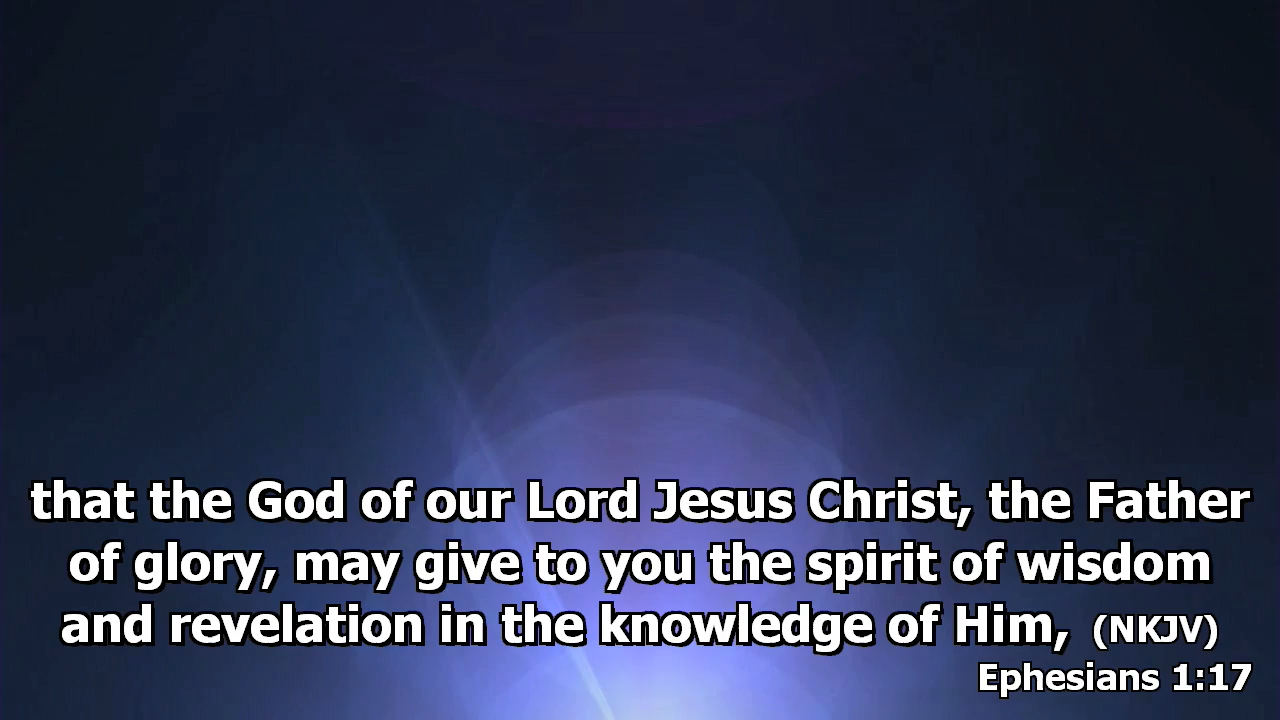 that the God of our Lord Jesus Christ, the Father
of glory, may give to you the spirit of wisdom
and revelation in the knowledge of Him, (NKJV)
Ephesians 1:17